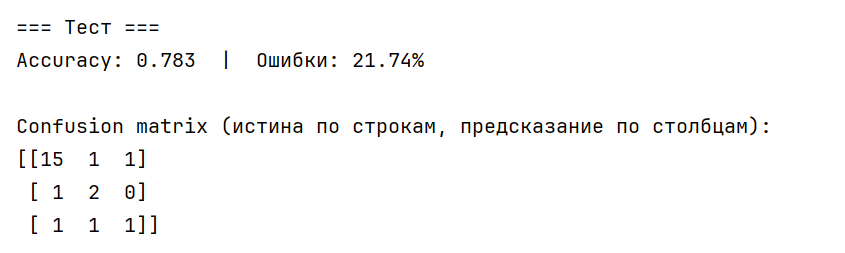 === Тест ===
Accuracy: 0.783  |  Ошибки: 21.74%
Confusion matrix (истина по строкам, предсказание по столбцам):
[[15  1  1]
 [ 1  2  0]
 [ 1  1  1]]